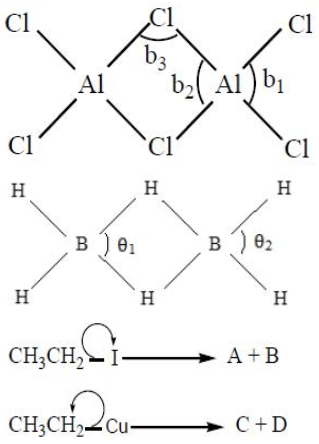 Cl Cl Cl
b₃
Al b₂ Al b₁
Cl Cl Cl
H H H
B θ₁ B θ₂
H H H
CH₃CH₂ I A + B
CH₃CH₂ Cu C + D